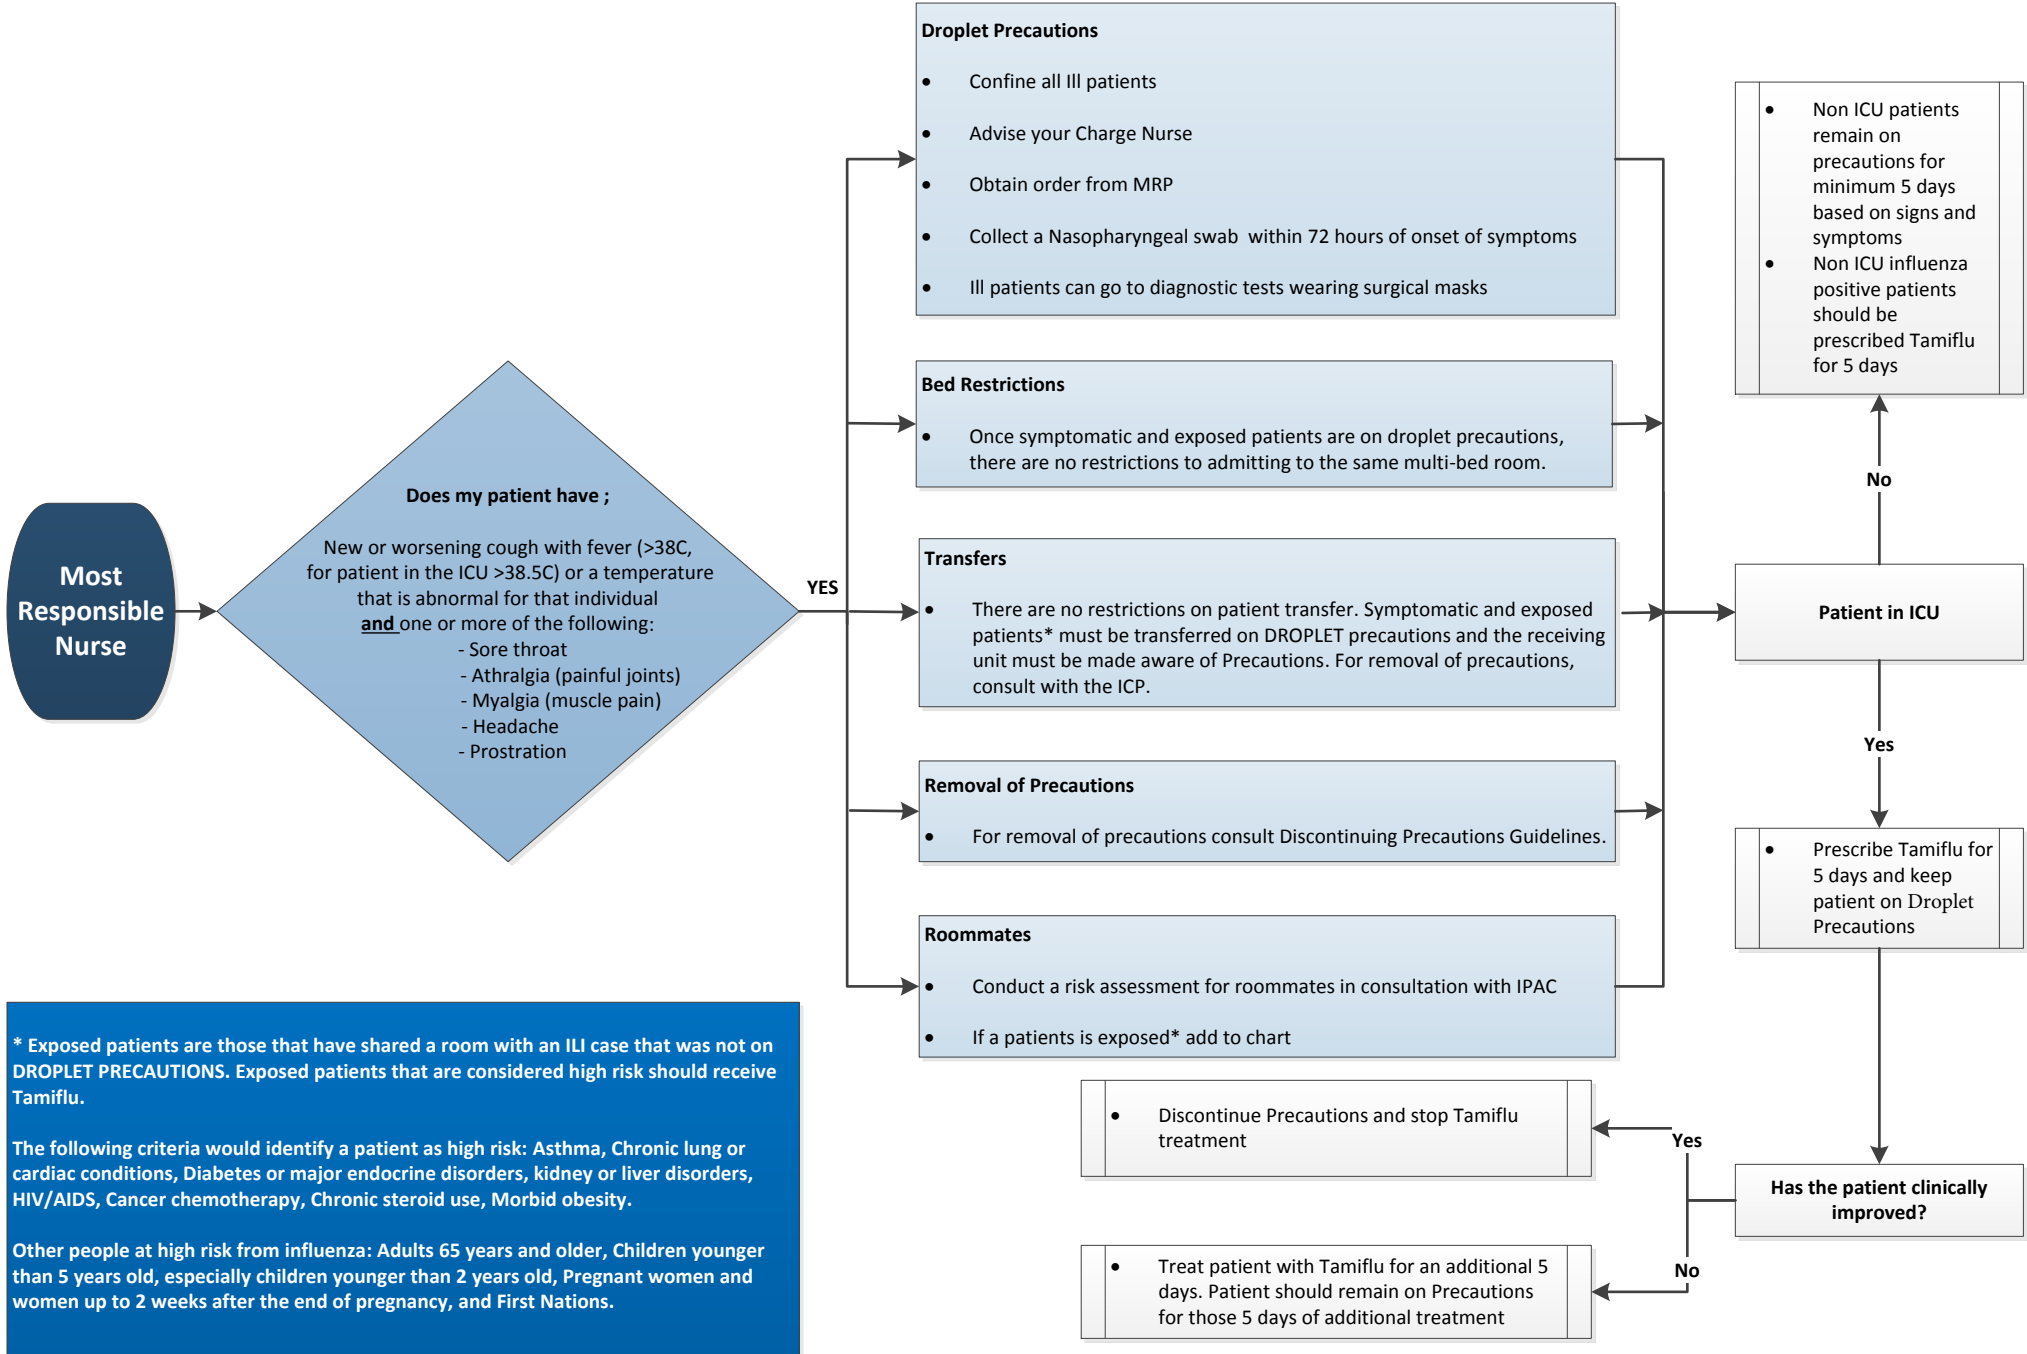 Most
Responsible
Nurse
Does my patient have ;
New or worsening cough with fever (>38C,
for patient in the ICU >38.5C) or a temperature
that is abnormal for that individual
and one or more of the following:
- Sore throat
- Athralgia (painful joints)
- Myalgia (muscle pain)
- Headache
- Prostration
YES
Droplet Precautions
• Confine all Ill patients
• Advise your Charge Nurse
• Obtain order from MRP
• Collect a Nasopharyngeal swab within 72 hours of onset of symptoms
• Ill patients can go to diagnostic tests wearing surgical masks
Bed Restrictions
• Once symptomatic and exposed patients are on droplet precautions,
there are no restrictions to admitting to the same multi-bed room.
Transfers
• There are no restrictions on patient transfer. Symptomatic and exposed
patients* must be transferred on DROPLET precautions and the receiving
unit must be made aware of Precautions. For removal of precautions,
consult with the ICP.
Removal of Precautions
• For removal of precautions consult Discontinuing Precautions Guidelines.
Roommates
• Conduct a risk assessment for roommates in consultation with IPAC
• If a patients is exposed* add to chart
• Non ICU patients
remain on
precautions for
minimum 5 days
based on signs and
symptoms
• Non ICU influenza
positive patients
should be
prescribed Tamiflu
for 5 days
No
Patient in ICU
Yes
• Prescribe Tamiflu for
5 days and keep
patient on Droplet
Precautions
Has the patient clinically
improved?
Yes
• Discontinue Precautions and stop Tamiflu
treatment
No
• Treat patient with Tamiflu for an additional 5
days. Patient should remain on Precautions
for those 5 days of additional treatment
* Exposed patients are those that have shared a room with an ILI case that was not on
DROPLET PRECAUTIONS. Exposed patients that are considered high risk should receive
Tamiflu.
The following criteria would identify a patient as high risk: Asthma, Chronic lung or
cardiac conditions, Diabetes or major endocrine disorders, kidney or liver disorders,
HIV/AIDS, Cancer chemotherapy, Chronic steroid use, Morbid obesity.
Other people at high risk from influenza: Adults 65 years and older, Children younger
than 5 years old, especially children younger than 2 years old, Pregnant women and
women up to 2 weeks after the end of pregnancy, and First Nations.